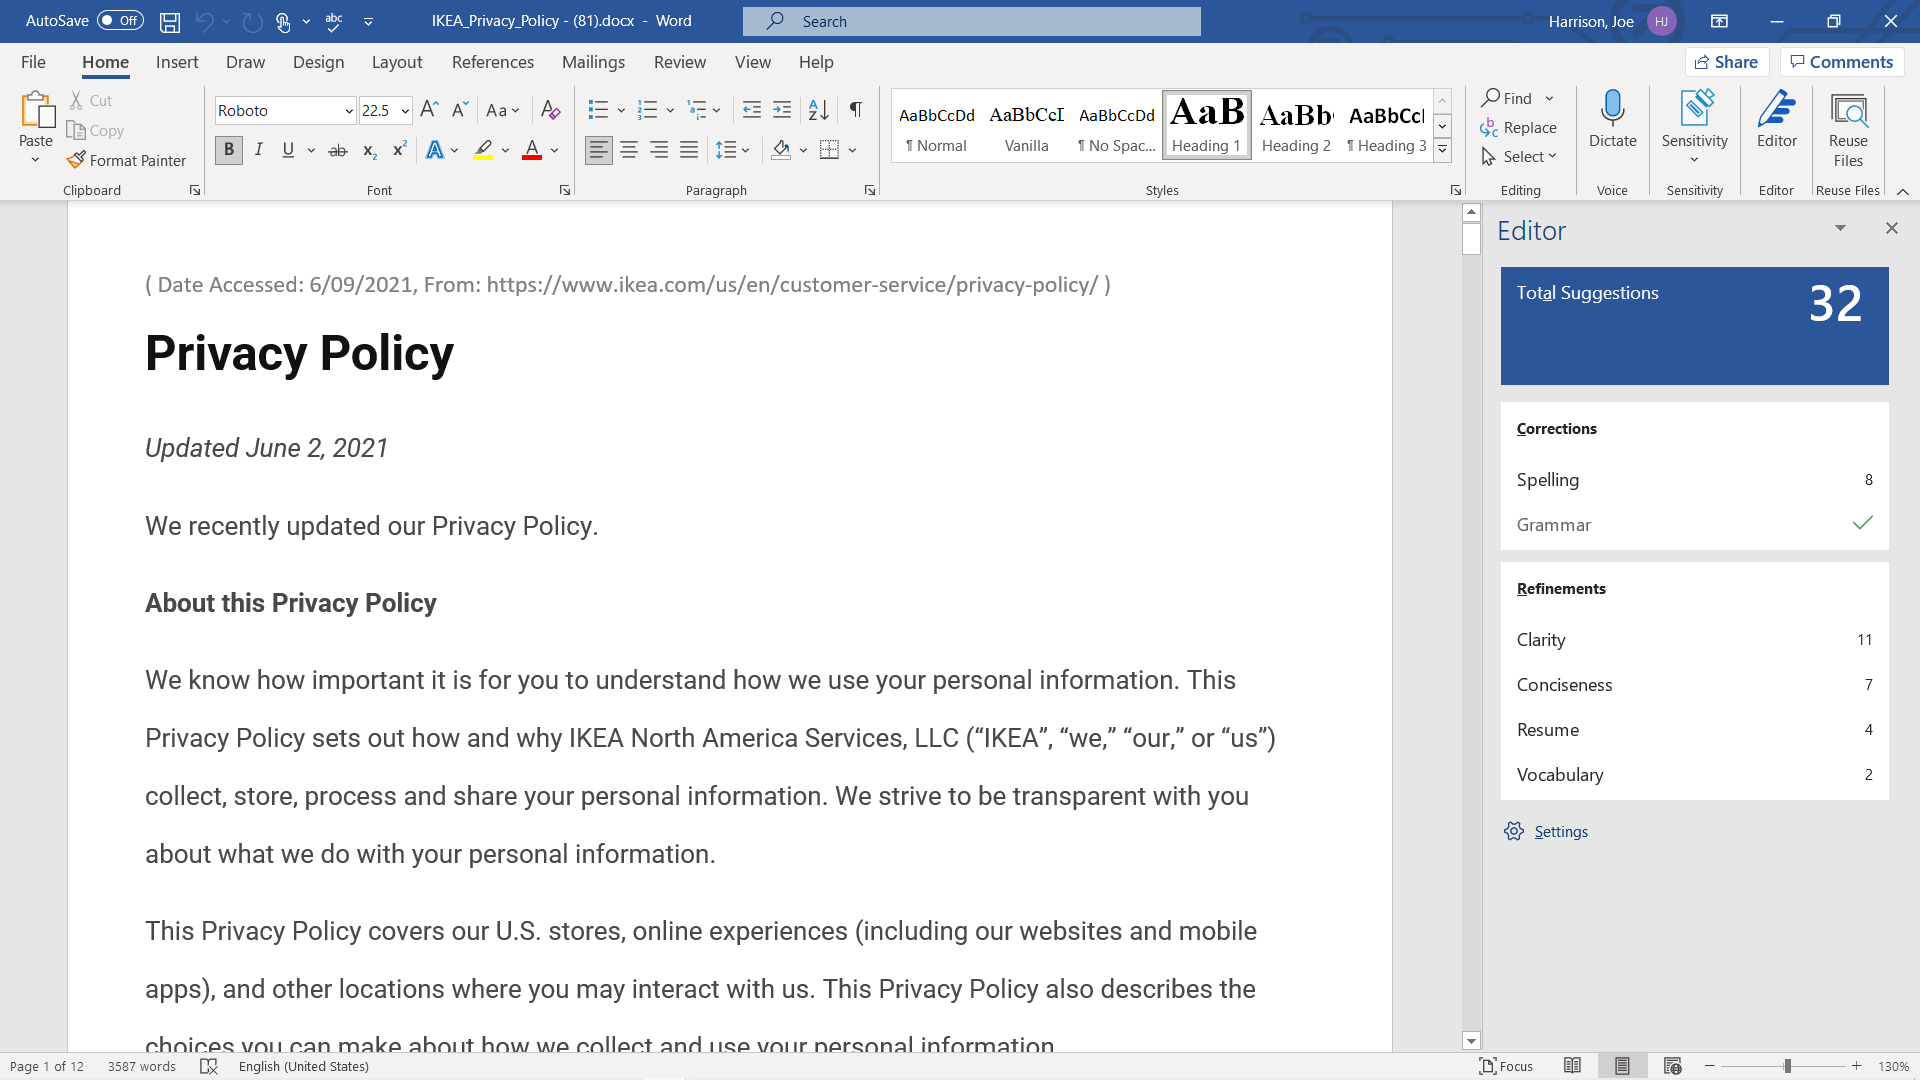 AutoSave Off
abc
IKEA_Privacy_Policy - (81).docx - Word
Search
Harrison, Joe HJ
File Home Insert Draw Design Layout References Mailings Review View Help
Share Comments
Paste
Cut
Copy
Format Painter
Clipboard
Roboto 22.5
Aa
B I U ab x₂ x² A A
Font
Paragraph
AaBbCcDd AaBbCcI AaBbCcDd AaB AaBb AaBbCc
¶ Normal Vanilla ¶ No Spac... Heading 1 Heading 2 ¶ Heading 3
Styles
Find
Replace
Select
Editing
Dictate
Voice
Sensitivity
Sensitivity
Editor
Editor
Reuse
Files
Reuse Files
( Date Accessed: 6/09/2021, From: https://www.ikea.com/us/en/customer-service/privacy-policy/ )
Privacy Policy
Updated June 2, 2021
We recently updated our Privacy Policy.
About this Privacy Policy
We know how important it is for you to understand how we use your personal information. This
Privacy Policy sets out how and why IKEA North America Services, LLC (“IKEA”, “we,” “our,” or “us”)
collect, store, process and share your personal information. We strive to be transparent with you
about what we do with your personal information.
This Privacy Policy covers our U.S. stores, online experiences (including our websites and mobile
apps), and other locations where you may interact with us. This Privacy Policy also describes the
choices you can make about how we collect and use your personal information.
Editor
Total Suggestions 32
Corrections
Spelling 8
Grammar
Refinements
Clarity 11
Conciseness 7
Resume 4
Vocabulary 2
Settings
Page 1 of 12 3587 words English (United States)
Focus 130%